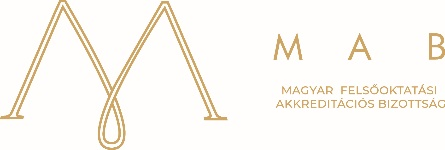 M A B
MAGYAR FELSŐOKTATÁSI
AKKREDITÁCIÓS BIZOTTSÁG